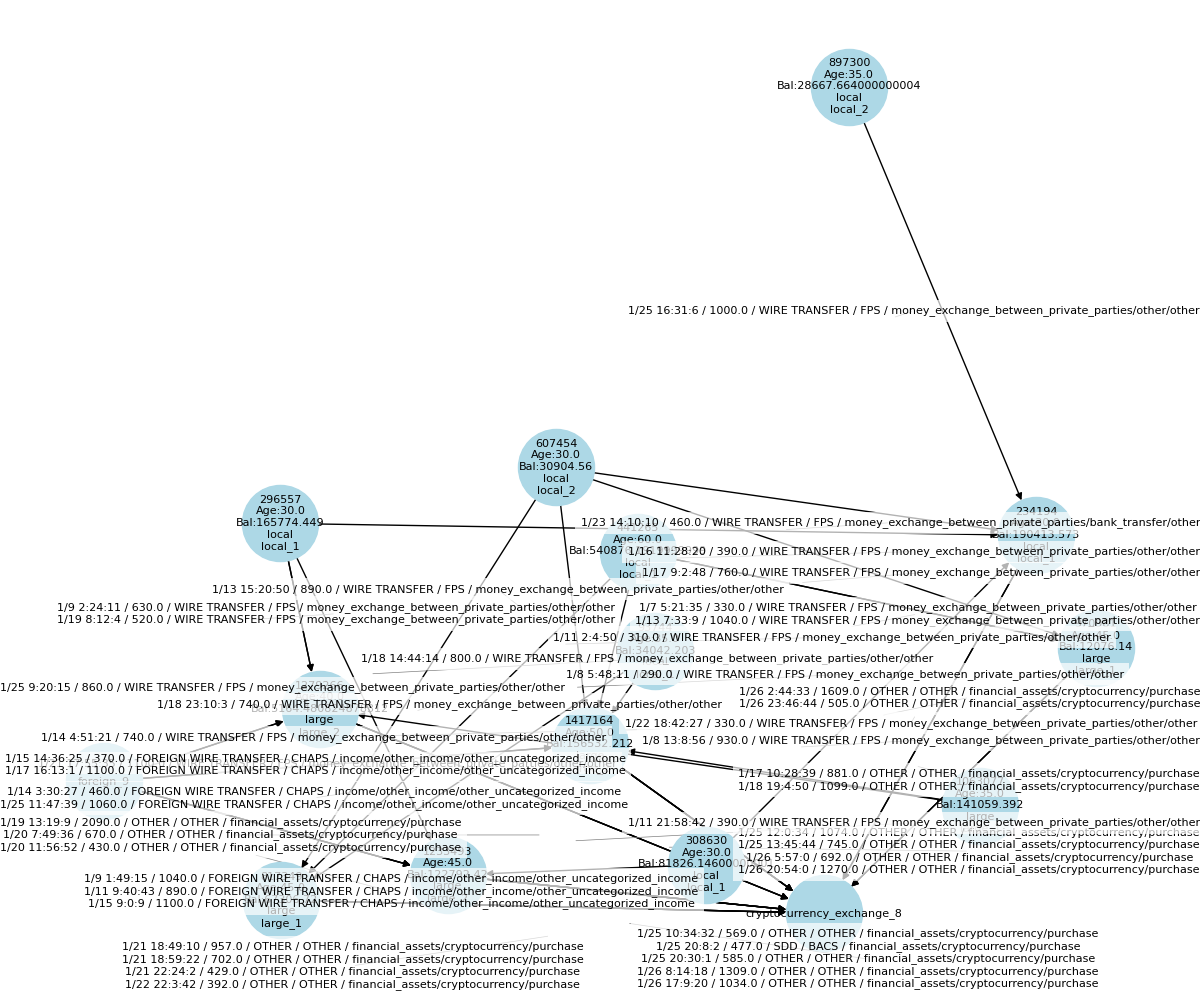 897300
Age:35.0
Bal:28667.664000000004
local
local_2
1/25 16:31:6 / 1000.0 / WIRE TRANSFER / FPS / money_exchange_between_private_parties/other/other
607454
Age:30.0
Bal:30904.56
local
local_2
296557
Age:30.0
Bal:165774.449
local
local_1
234194
Bal:190413.573
local
local_1
1/23 14:10:10 / 460.0 / WIRE TRANSFER / FPS / money_exchange_between_private_parties/bank_transfer/other
441263
Age:60.0
local
1/16 11:28:20 / 390.0 / WIRE TRANSFER / FPS / money_exchange_between_private_parties/other/other
1/17 9:2:48 / 760.0 / WIRE TRANSFER / FPS / money_exchange_between_private_parties/other/other
1/13 15:20:50 / 890.0 / WIRE TRANSFER / FPS / money_exchange_between_private_parties/other/other
1/9 2:24:11 / 630.0 / WIRE TRANSFER / FPS / money_exchange_between_private_parties/other/other
1/19 8:12:4 / 520.0 / WIRE TRANSFER / FPS / money_exchange_between_private_parties/other/other
1/7 5:21:35 / 330.0 / WIRE TRANSFER / FPS / money_exchange_between_private_parties/other/other
1/13 7:33:9 / 1040.0 / WIRE TRANSFER / FPS / money_exchange_between_private_parties/other/other
1/11 2:4:50 / 310.0 / WIRE TRANSFER / FPS / money_exchange_between_private_parties/other/other
Bal:34042.203
Bal:12076.14
large
large_1
1/18 14:44:14 / 800.0 / WIRE TRANSFER / FPS / money_exchange_between_private_parties/other/other
1/8 5:48:11 / 290.0 / WIRE TRANSFER / FPS / money_exchange_between_private_parties/other/other
1/25 9:20:15 / 860.0 / WIRE TRANSFER / FPS / money_exchange_between_private_parties/other/other
1/26 2:44:33 / 1609.0 / OTHER / OTHER / financial_assets/cryptocurrency/purchase
1/26 23:46:44 / 505.0 / OTHER / OTHER / financial_assets/cryptocurrency/purchase
1/18 23:10:3 / 740.0 / WIRE TRANSFER / FPS / money_exchange_between_private_parties/other/other
large
large_2
1417164
Age:50.0
1/22 18:42:27 / 330.0 / WIRE TRANSFER / FPS / money_exchange_between_private_parties/other/other
1/14 4:51:21 / 740.0 / WIRE TRANSFER / FPS / money_exchange_between_private_parties/other/other
1/8 13:8:56 / 930.0 / WIRE TRANSFER / FPS / money_exchange_between_private_parties/other/other
1/15 14:36:25 / 370.0 / FOREIGN WIRE TRANSFER / CHAPS / income/other_income/other_uncategorized_income
1/17 16:13:1 / 1100.0 / FOREIGN WIRE TRANSFER / CHAPS / income/other_income/other_uncategorized_income
foreign_9
1/17 10:28:39 / 881.0 / OTHER / OTHER / financial_assets/cryptocurrency/purchase
1/18 19:4:50 / 1099.0 / OTHER / OTHER / financial_assets/cryptocurrency/purchase
1/14 3:30:27 / 460.0 / FOREIGN WIRE TRANSFER / CHAPS / income/other_income/other_uncategorized_income
1/25 11:47:39 / 1060.0 / FOREIGN WIRE TRANSFER / CHAPS / income/other_income/other_uncategorized_income
Age:35.0
Bal:141059.392
large
1/19 13:19:9 / 2090.0 / OTHER / OTHER / financial_assets/cryptocurrency/purchase
1/20 7:49:36 / 670.0 / OTHER / OTHER / financial_assets/cryptocurrency/purchase
1/20 11:56:52 / 430.0 / OTHER / OTHER / financial_assets/cryptocurrency/purchase
1/11 21:58:42 / 390.0 / WIRE TRANSFER / FPS / money_exchange_between_private_parties/other/other
1/25 12:0:34 / 1074.0 / OTHER / OTHER / financial_assets/cryptocurrency/purchase
1/25 13:45:44 / 745.0 / OTHER / OTHER / financial_assets/cryptocurrency/purchase
1/26 5:57:0 / 692.0 / OTHER / OTHER / financial_assets/cryptocurrency/purchase
1/26 20:54:0 / 1270.0 / OTHER / OTHER / financial_assets/cryptocurrency/purchase
Age:45.0
308630
Age:30.0
local
local_1
1/9 1:49:15 / 1040.0 / FOREIGN WIRE TRANSFER / CHAPS / income/other_income/other_uncategorized_income
1/11 9:40:43 / 890.0 / FOREIGN WIRE TRANSFER / CHAPS / income/other_income/other_uncategorized_income
1/15 9:0:9 / 1100.0 / FOREIGN WIRE TRANSFER / CHAPS / income/other_income/other_uncategorized_income
large
large_1
cryptocurrency_exchange_8
1/21 18:49:10 / 957.0 / OTHER / OTHER / financial_assets/cryptocurrency/purchase
1/21 18:59:22 / 702.0 / OTHER / OTHER / financial_assets/cryptocurrency/purchase
1/21 22:24:2 / 429.0 / OTHER / OTHER / financial_assets/cryptocurrency/purchase
1/22 22:3:42 / 392.0 / OTHER / OTHER / financial_assets/cryptocurrency/purchase
1/25 10:34:32 / 569.0 / OTHER / OTHER / financial_assets/cryptocurrency/purchase
1/25 20:8:2 / 477.0 / SDD / BACS / financial_assets/cryptocurrency/purchase
1/25 20:30:1 / 585.0 / OTHER / OTHER / financial_assets/cryptocurrency/purchase
1/26 8:14:18 / 1309.0 / OTHER / OTHER / financial_assets/cryptocurrency/purchase
1/26 17:9:20 / 1034.0 / OTHER / OTHER / financial_assets/cryptocurrency/purchase